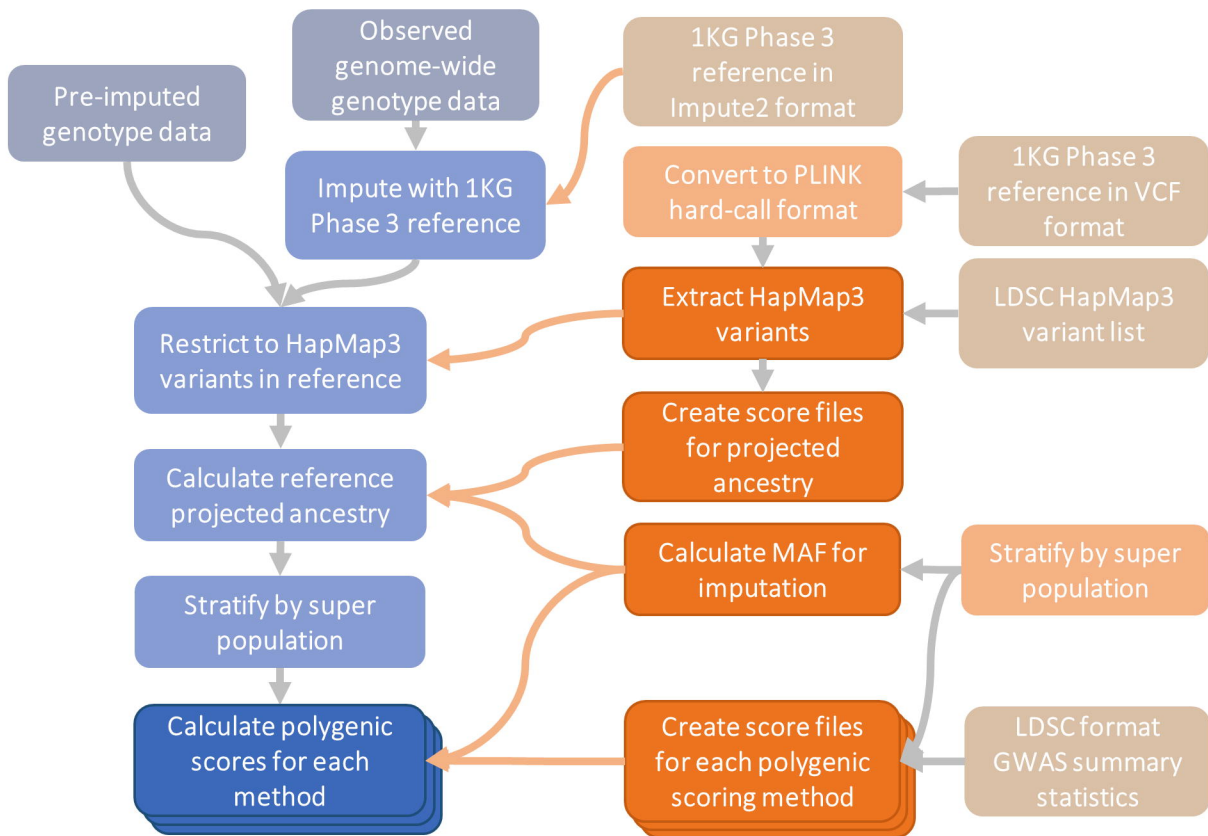 Observed
genome-wide
genotype data
1KG Phase 3
reference in
Impute2 format
Pre-imputed
genotype data
Impute with 1KG
Phase 3 reference
Convert to PLINK
hard-call format
1KG Phase 3
reference in VCF
format
Extract HapMap3
variants
LDSC HapMap3
variant list
Restrict to HapMap3
variants in reference
Create score files
for projected
ancestry
Calculate reference
projected ancestry
Calculate MAF for
imputation
Stratify by super
population
Stratify by super
population
Calculate polygenic
scores for each
method
Create score files
for each polygenic
scoring method
LDSC format
GWAS summary
statistics